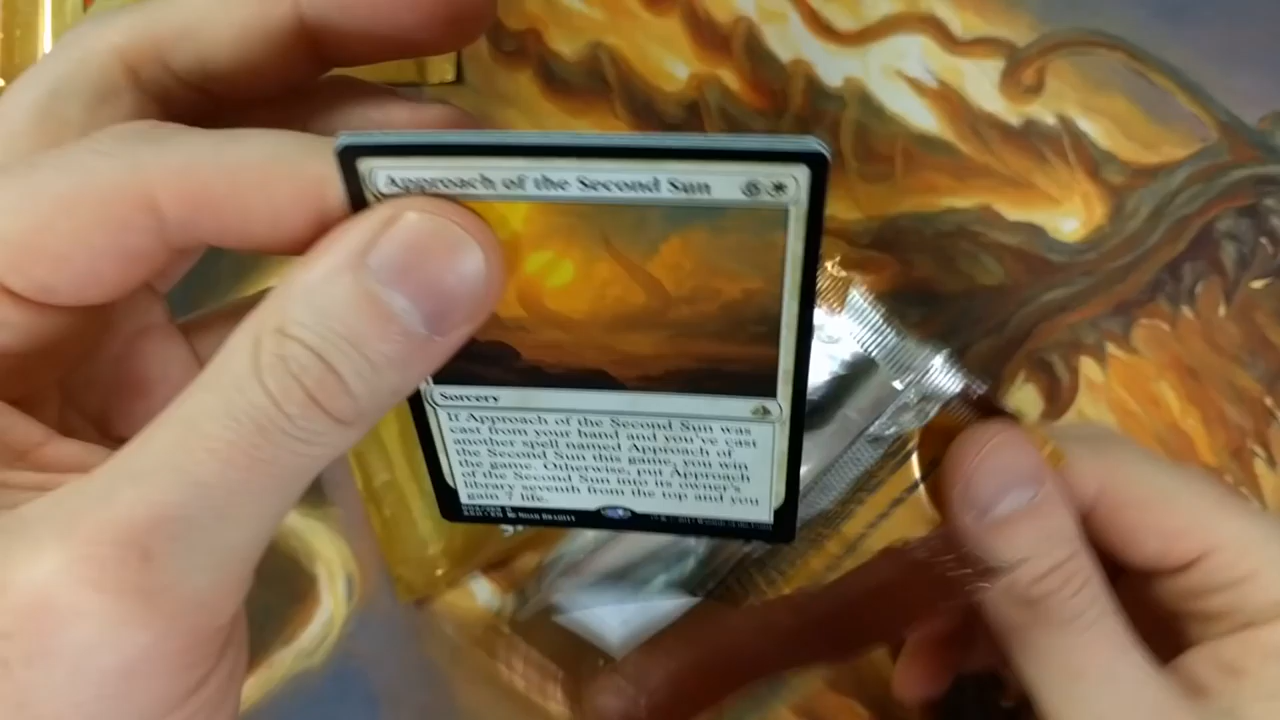 Approach of the Second Sun 6
Sorcery
If Approach of the Second Sun was
cast from your hand and you've cast
another spell named Approach of
the Second Sun this game, you win
the game. Otherwise, put Approach
of the Second Sun into its owner's
library seventh from the top and you
gain 7 life.